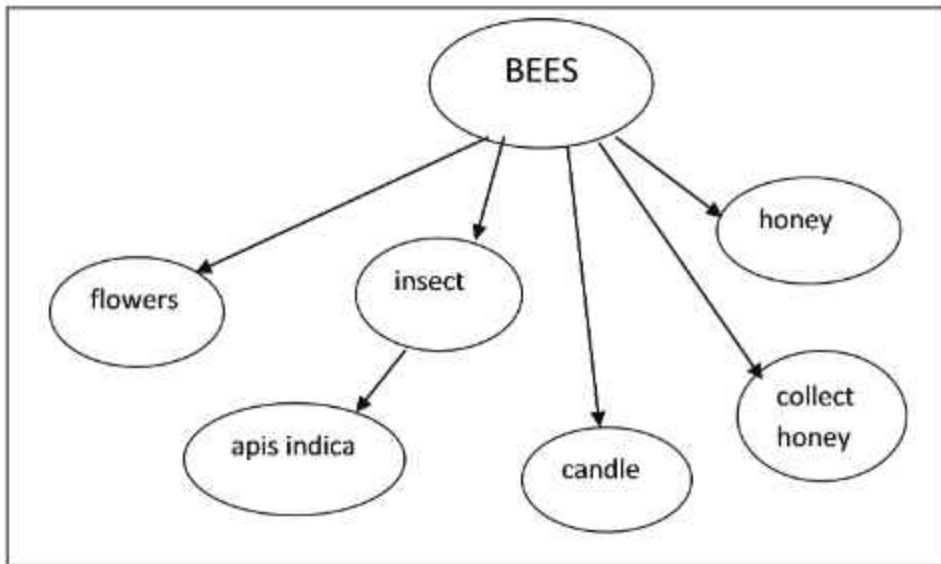 BEES
honey
insect
flowers
collect
honey
apis indica
candle